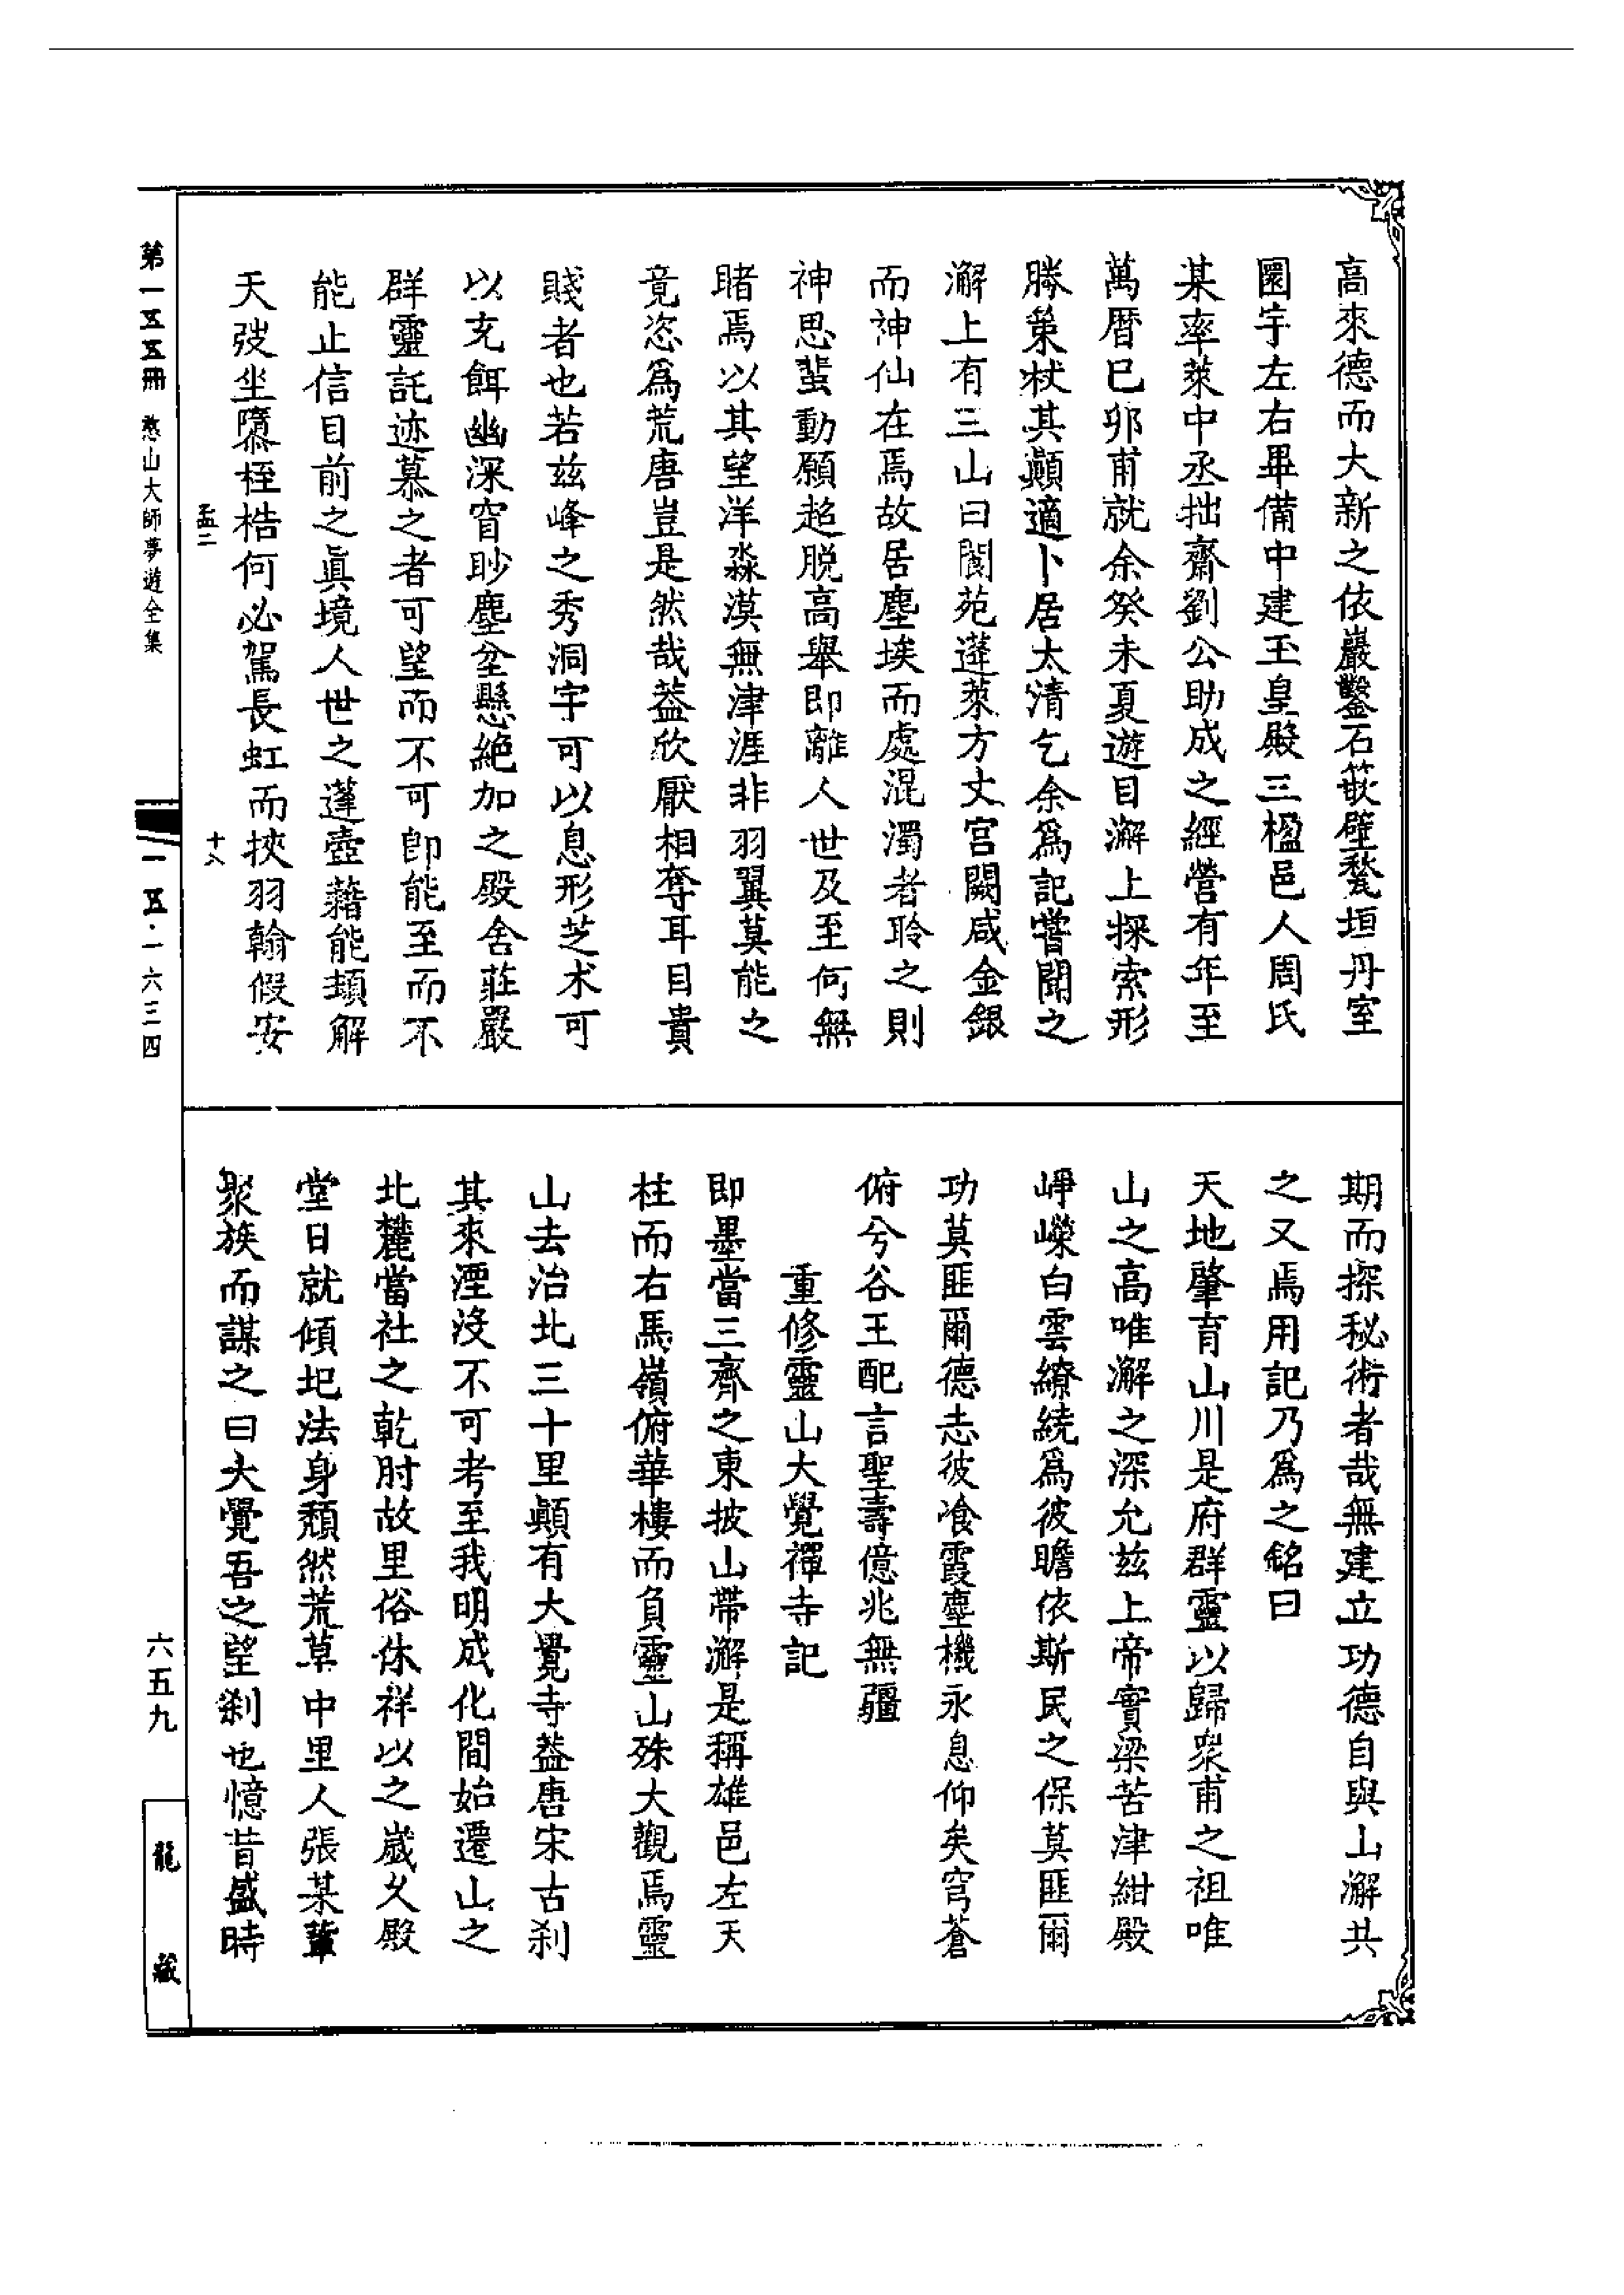 高來德而大新之依巖鑿石篏壁甃垣丹室
圜宇左右畢備中建玉皇殿三楹邑人周氏
某率萊中丞拙齋劉公助成之經營有年至
萬曆巳卯甫就余癸未夏遊目澥上探索形
勝策杖其巔適卜居太清乞余爲記嘗聞之
澥上有三山曰閬苑蓬萊方丈宫闕咸金銀
而神仙在焉故居塵埃而處混濁者聆之則
神思蜚動願超脱高舉即離人世及至何無
睹焉以其望洋淼漠無津涯非羽翼莫能之
竟恣爲荒唐豈是然哉葢欣厭相奪耳目貴
賤者也若兹峰之秀洞宇可以息形芝术可
以充餌幽深窅眇塵坌懸絶加之殿舍莊嚴
群靈託迹慕之者可望而不可卽能至而不
能止信目前之眞境人世之蓬壺藉能頓解
天弢坐隳桎梏何必駕長虹而挾羽翰假安
期而探秘術者哉無建立功德自與山澥共
之又焉用記乃爲之銘曰
天地肇育山川是府群靈以歸衆甫之祖唯
山之高唯澥之深允兹上帝實梁苦津紺殿
崢嶸白雲繚繞爲彼瞻依斯民之保莫匪爾
功莫匪爾德志彼飡霞塵機永息仰矣穹蒼
俯兮谷王配言聖壽億兆無疆
重修靈山大覺禪寺記
即墨當三齊之東披山帶澥是稱雄邑左天
柱而右馬嶺俯華樓而負靈山殊大觀焉靈
山去治北三十里巔有大覺寺葢唐宋古刹
其來湮沒不可考至我明成化間始遷山之
北麓當社之乾肘故里俗休祥以之歲久殿
堂日就傾圯法身頽然荒草中里人張某輩
聚族而謀之曰大覺吾之望刹也憶昔盛時
第一五五冊 憨山大師夢遊全集
孟二
十八
一五·一六三四
六五九
龍藏